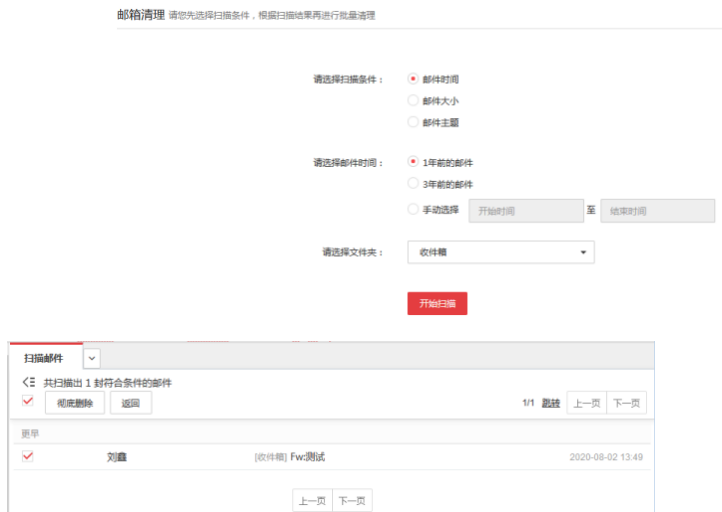 邮箱清理 请您先选择扫描条件，根据扫描结果再进行批量清理
请选择扫描条件： 邮件时间
邮件大小
邮件主题
请选择邮件时间： 1年前的邮件
3年前的邮件
手动选择 开始时间 至 结束时间
请选择文件夹： 收件箱
开始扫描
扫描邮件
共扫描出 1 封符合条件的邮件
彻底删除 返回 1/1 跳转 上一页 下一页
更早
刘鑫 [收件箱] Fw:测试 2020-08-02 13:49
上一页 下一页